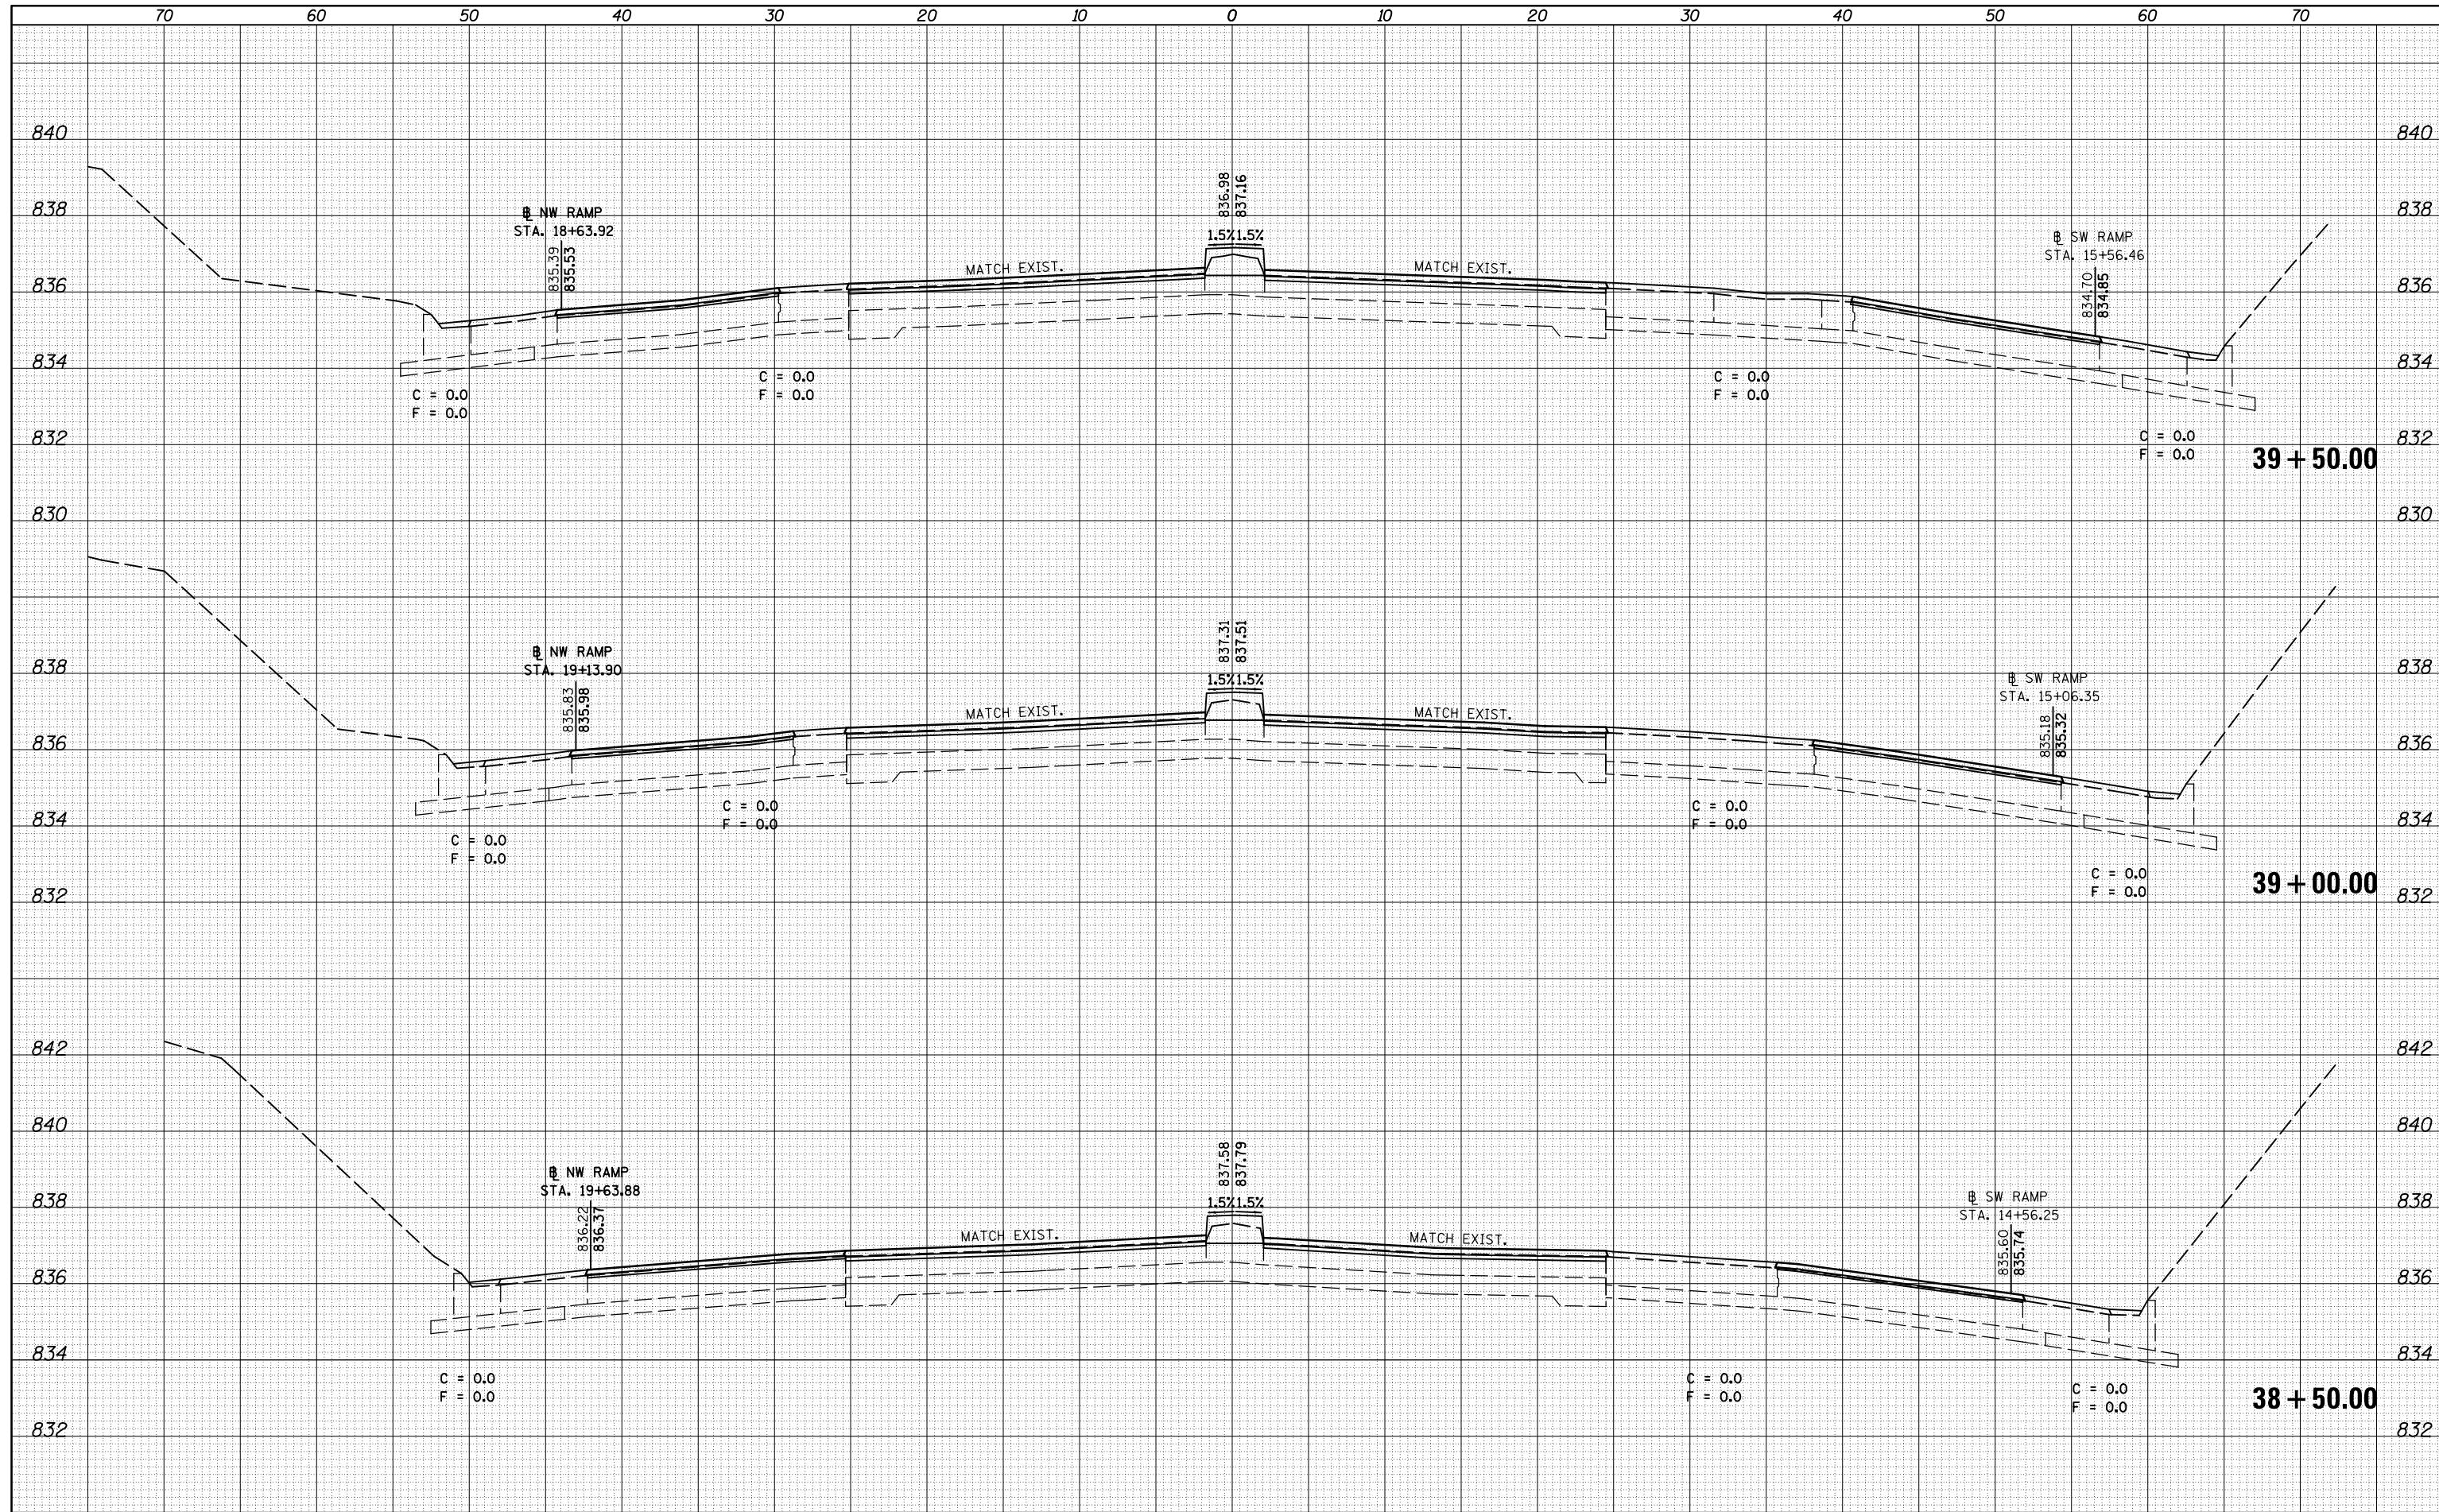 70 60 50 40 30 20 10 0 10 20 30 40 50 60 70
840 840
836.98
837.16
838 838
℄ NW RAMP
STA. 18+63.92
835.39
835.53
1.5% 1.5%
℄ SW RAMP
STA. 15+56.46
834.70
834.85
MATCH EXIST. MATCH EXIST.
836 836
834 834
C = 0.0 C = 0.0 C = 0.0
F = 0.0 F = 0.0 F = 0.0
C = 0.0
F = 0.0
832 832
39+50.00
830 830
837.31
837.51
℄ NW RAMP
STA. 19+13.90
835.83
835.98
838 838
1.5% 1.5%
℄ SW RAMP
STA. 15+06.35
835.18
835.32
MATCH EXIST. MATCH EXIST.
836 836
C = 0.0 C = 0.0
F = 0.0 F = 0.0
834 834
C = 0.0
F = 0.0
C = 0.0
F = 0.0
39+00.00
832 832
842 842
840 840
837.58
837.79
℄ NW RAMP
STA. 19+63.88
836.22
836.37
838 838
1.5% 1.5%
℄ SW RAMP
STA. 14+56.25
835.60
835.74
MATCH EXIST. MATCH EXIST.
836 836
834 834
C = 0.0 C = 0.0
F = 0.0 F = 0.0
C = 0.0
F = 0.0
38+50.00
832 832